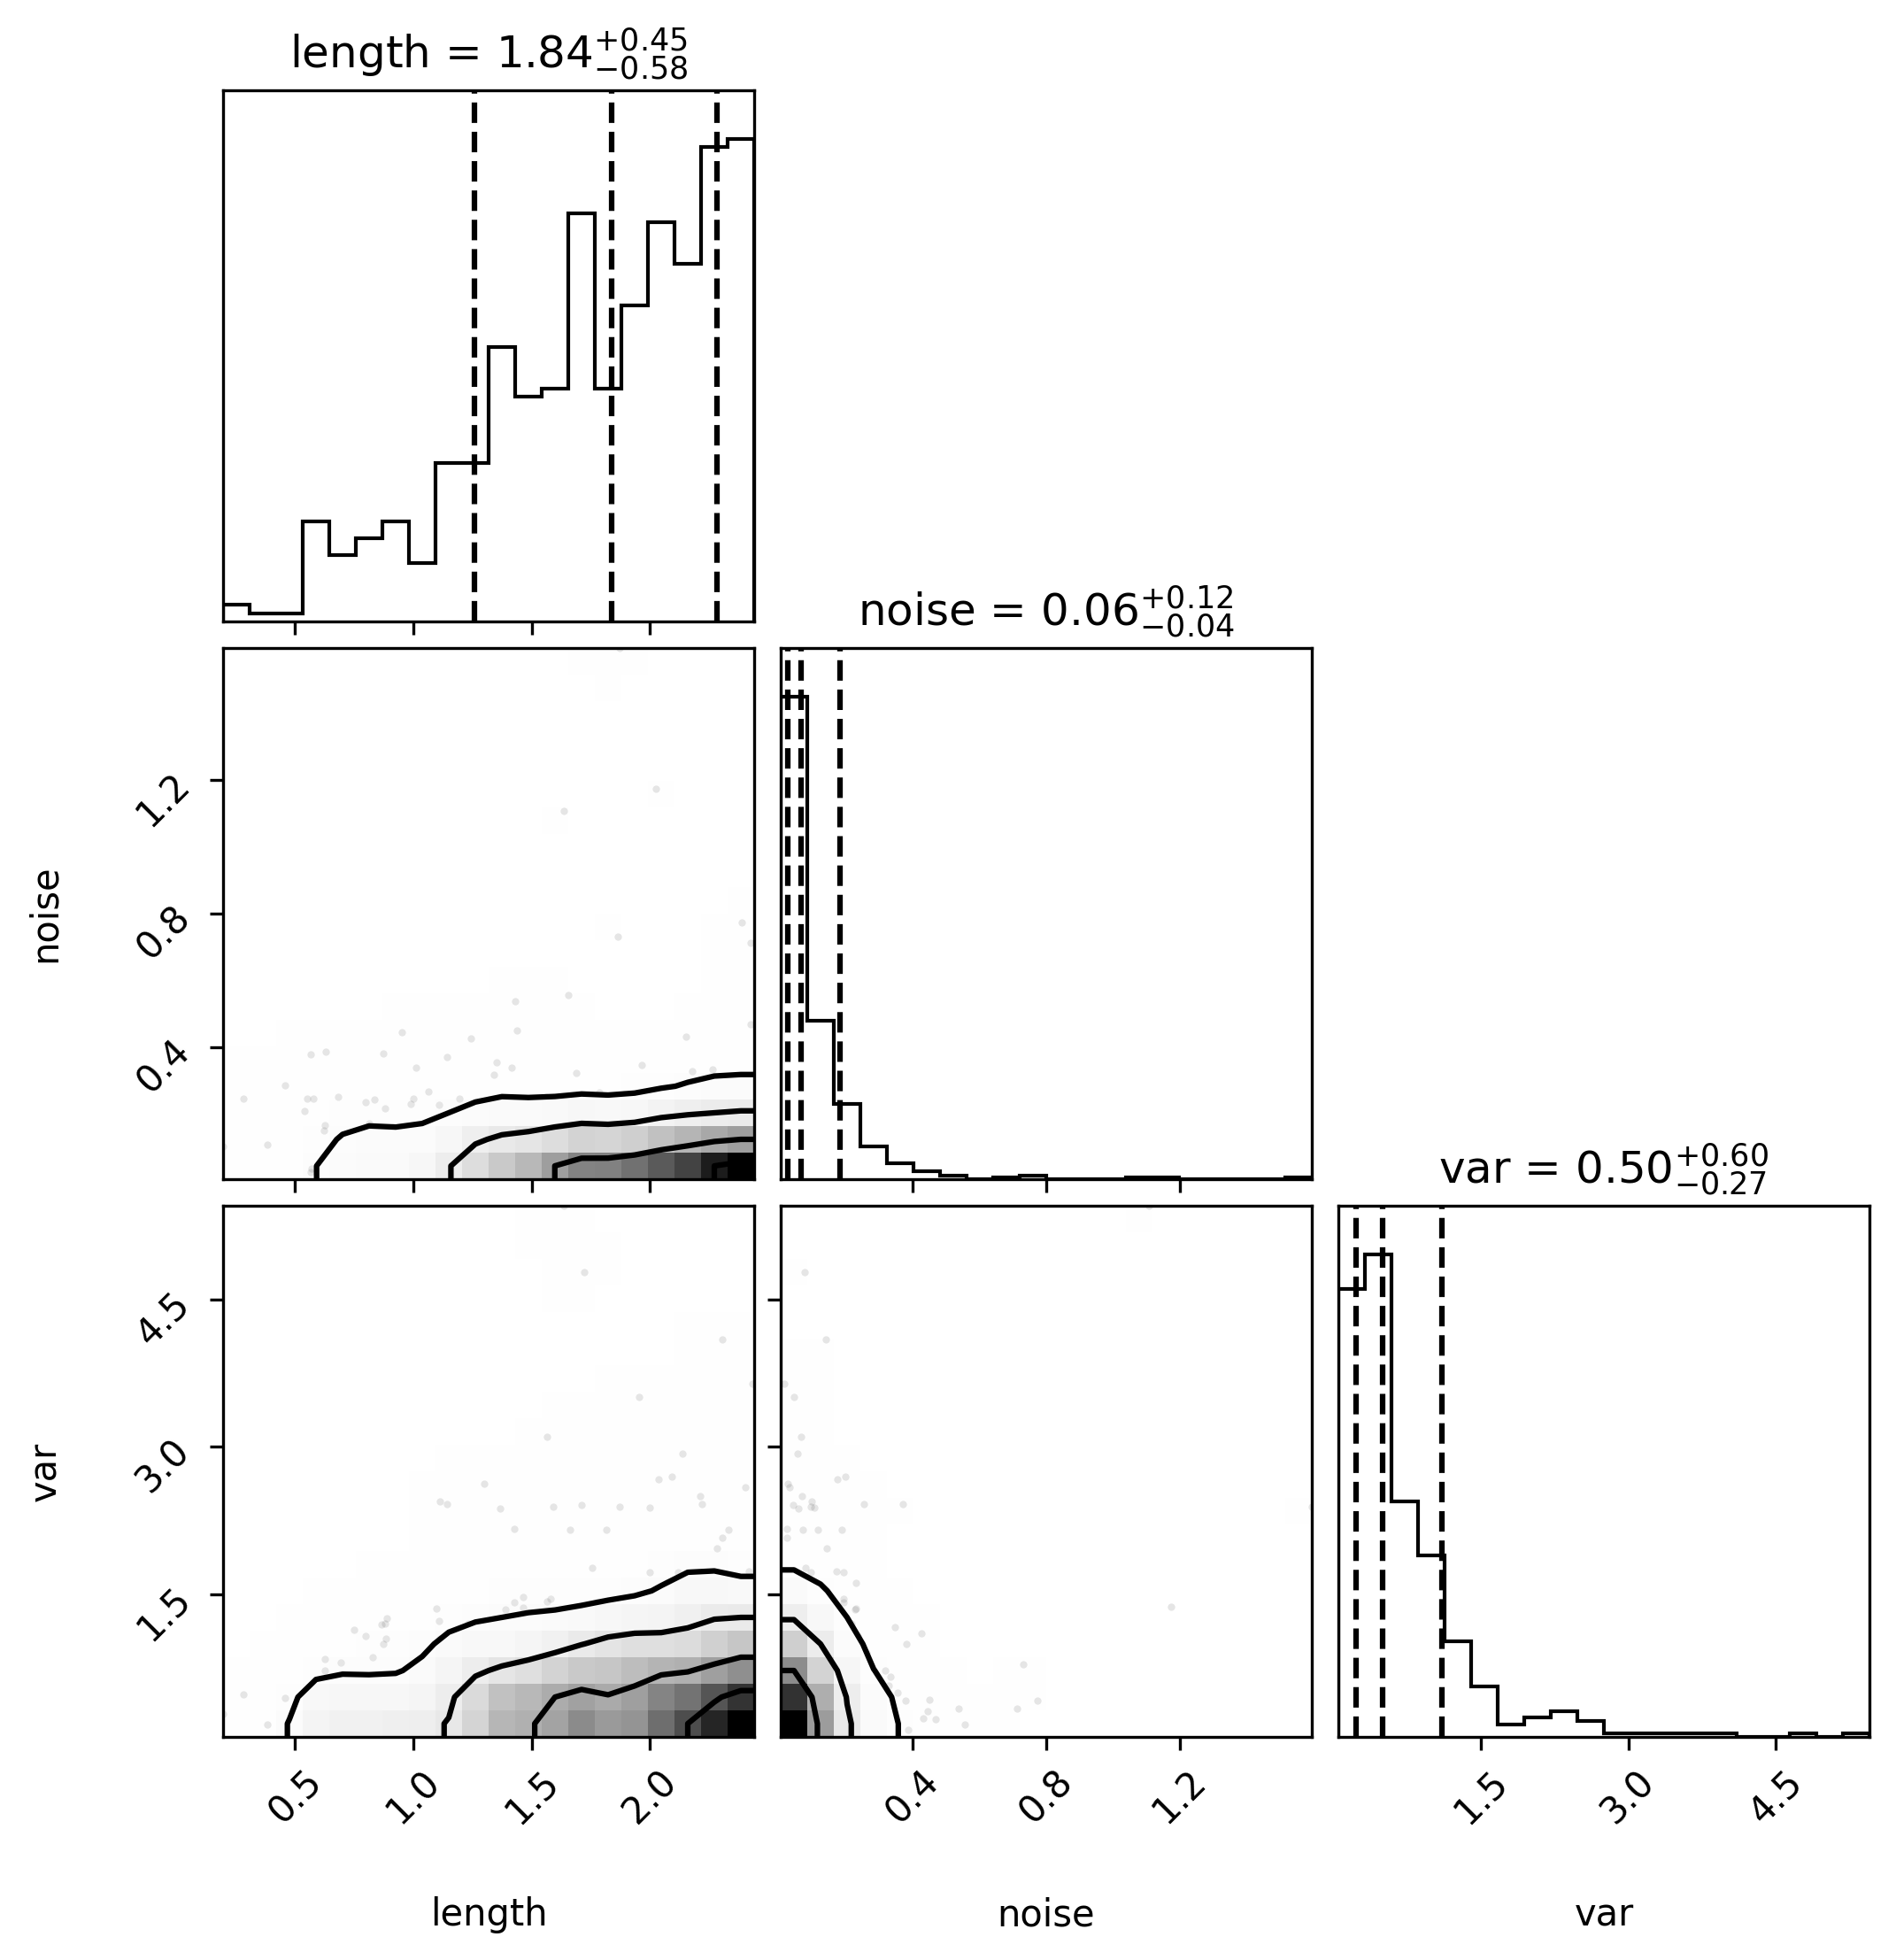 length = 1.84 +0.45 −0.58
noise = 0.06 +0.12 −0.04
1.2
0.8
0.4
noise
var = 0.50 +0.60 −0.27
4.5
3.0
1.5
var
0.5 1.0 1.5 2.0 0.4 0.8 1.2 1.5 3.0 4.5
length noise var